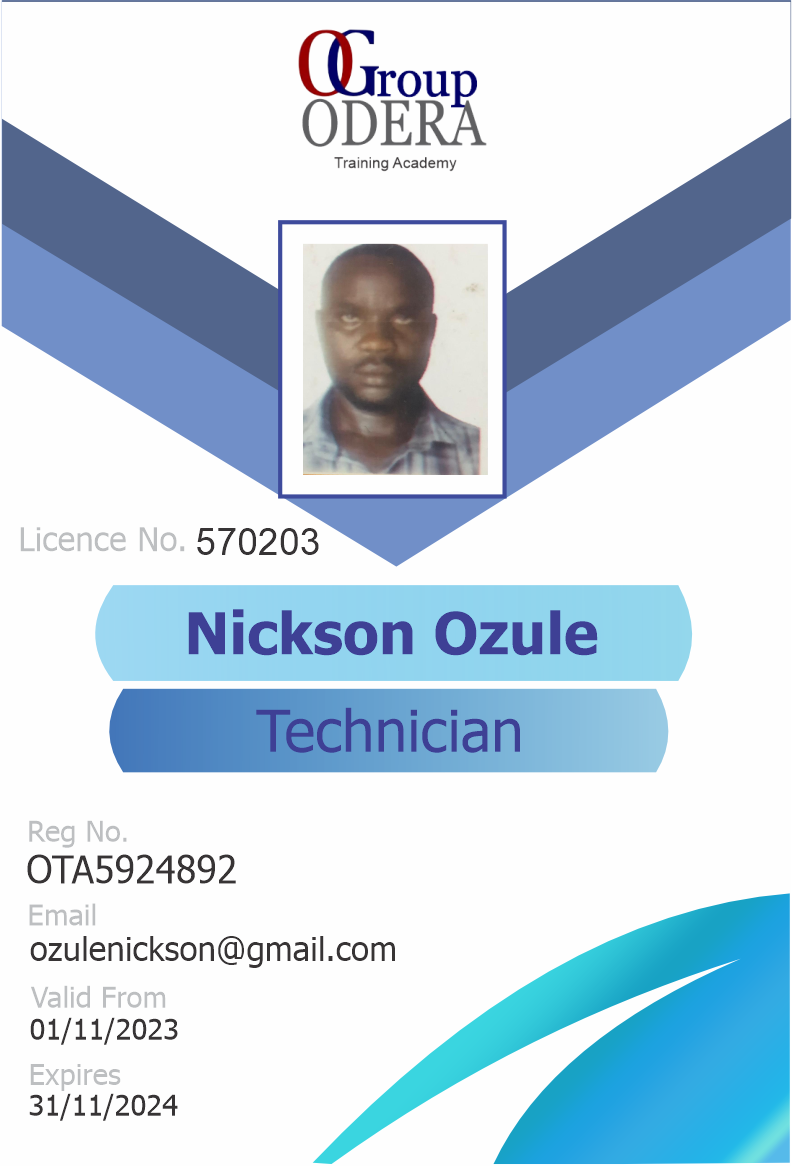 OGroup
ODERA
Training Academy
Licence No. 570203
Nickson Ozule
Technician
Reg No.
OTA5924892
Email
ozulenickson@gmail.com
Valid From
01/11/2023
Expires
31/11/2024